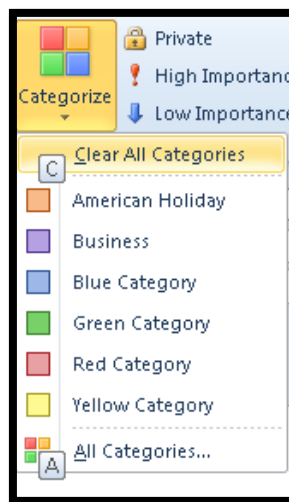 Private
High Importanc
Categorize
Low Importance
Clear All Categories
C
American Holiday
Business
Blue Category
Green Category
Red Category
Yellow Category
All Categories...
A